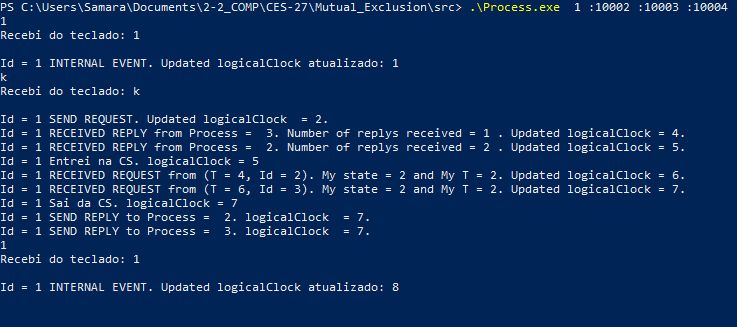 PS C:\Users\Samara\Documents\2-2_COMP\CES-27\Mutual_Exclusion\src> .\Process.exe  1 :10002 :10003 :10004
1
Recebi do teclado: 1
Id = 1 INTERNAL EVENT. Updated logicalClock atualizado: 1
k
Recebi do teclado: k
Id = 1 SEND REQUEST. Updated logicalClock  = 2.
Id = 1 RECEIVED REPLY from Process =  3. Number of replys received = 1 . Updated logicalClock = 4.
Id = 1 RECEIVED REPLY from Process =  2. Number of replys received = 2 . Updated logicalClock = 5.
Id = 1 Entrei na CS. logicalClock = 5
Id = 1 RECEIVED REQUEST from (T = 4, Id = 2). My state = 2 and My T = 2. Updated logicalClock = 6.
Id = 1 RECEIVED REQUEST from (T = 6, Id = 3). My state = 2 and My T = 2. Updated logicalClock = 7.
Id = 1 Sai da CS. logicalClock = 7
Id = 1 SEND REPLY to Process =  2. logicalClock  = 7.
Id = 1 SEND REPLY to Process =  3. logicalClock  = 7.
1
Recebi do teclado: 1
Id = 1 INTERNAL EVENT. Updated logicalClock atualizado: 8